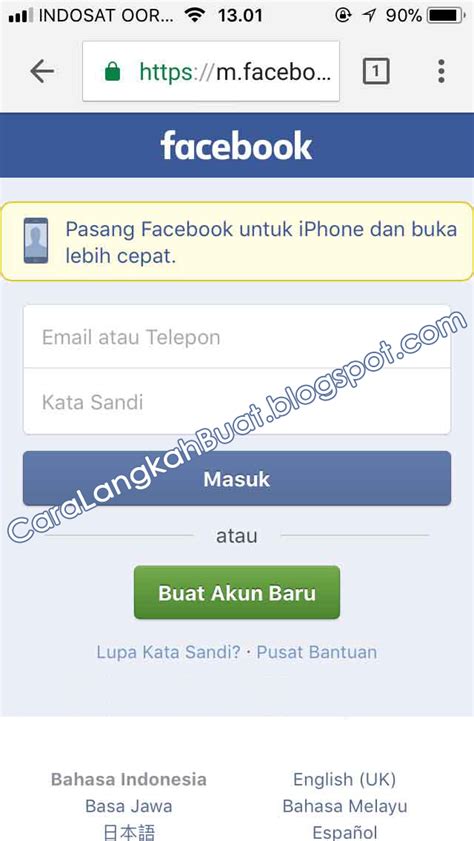 INDOSAT OOR... 13.01 90%
https://m.facebo... 1
facebook
Pasang Facebook untuk iPhone dan buka
lebih cepat.
Email atau Telepon
Kata Sandi
CaraLangkahBuat.blogspot.com
Masuk
atau
Buat Akun Baru
Lupa Kata Sandi? · Pusat Bantuan
Bahasa Indonesia English (UK)
Basa Jawa Bahasa Melayu
日本語 Español